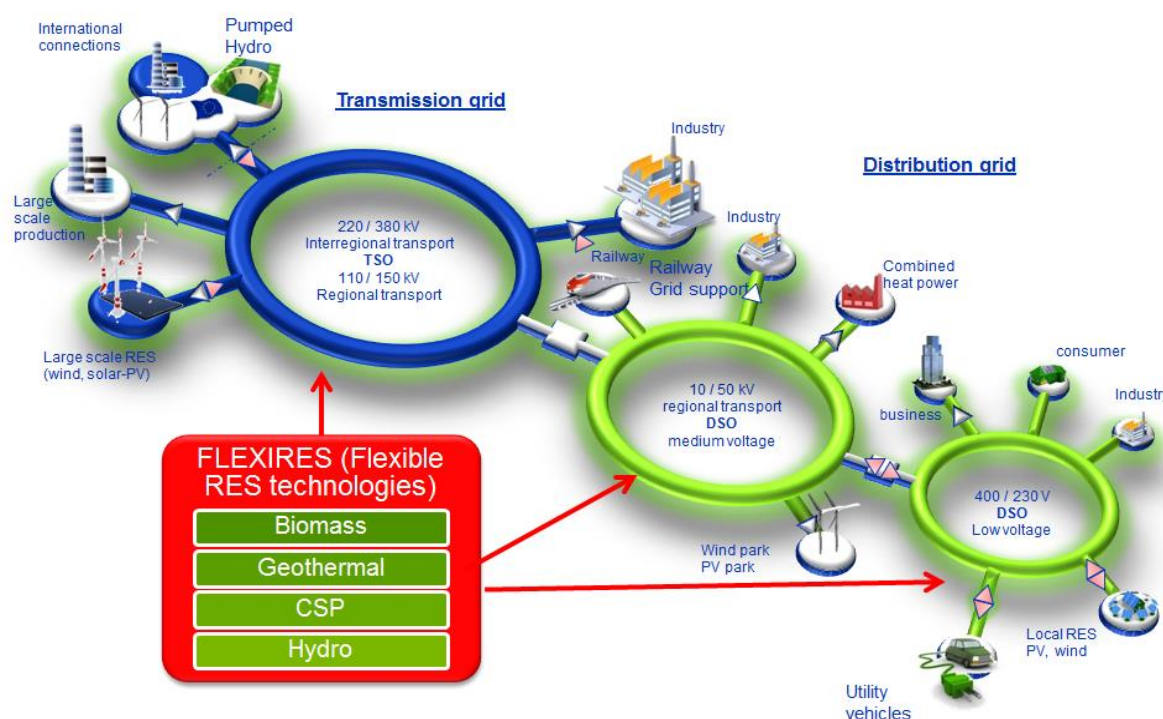 International
connections
Pumped
Hydro
Transmission grid
Industry
Distribution grid
Large
scale
production
220 / 380 kV
Interregional transport
TSO
110 / 150 kV
Regional transport
Railway
Railway
Grid support
Industry
Combined
heat power
Large scale RES
(wind, solar-PV)
10 / 50 kV
regional transport
DSO
medium voltage
business
consumer
Industry
FLEXIRES (Flexible
RES technologies)
Biomass
Geothermal
CSP
Hydro
400 / 230 V
DSO
Low voltage
Wind park
PV park
Local RES
PV, wind
Utility
vehicles